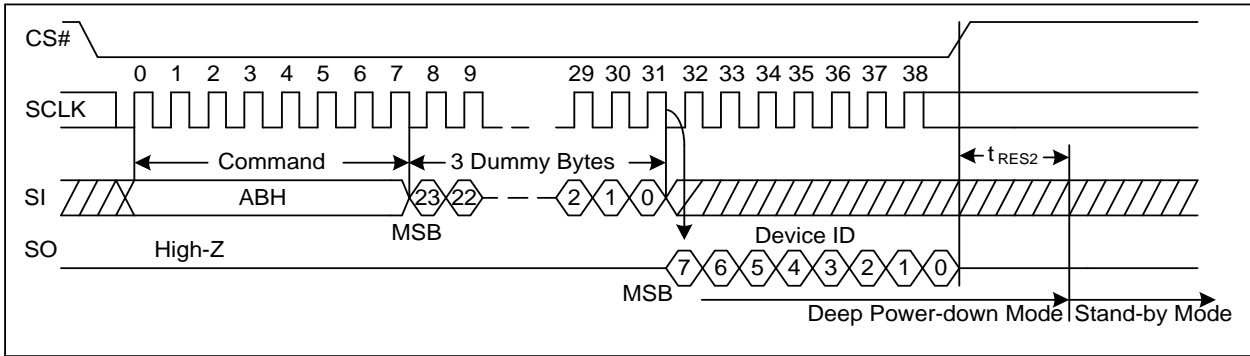 CS#
0 1 2 3 4 5 6 7 8 9 29 30 31 32 33 34 35 36 37 38
SCLK
Command 3 Dummy Bytes tRES2
SI ABH 23 22 2 1 0
MSB
SO High-Z Device ID
7 6 5 4 3 2 1 0
MSB
Deep Power-down Mode Stand-by Mode